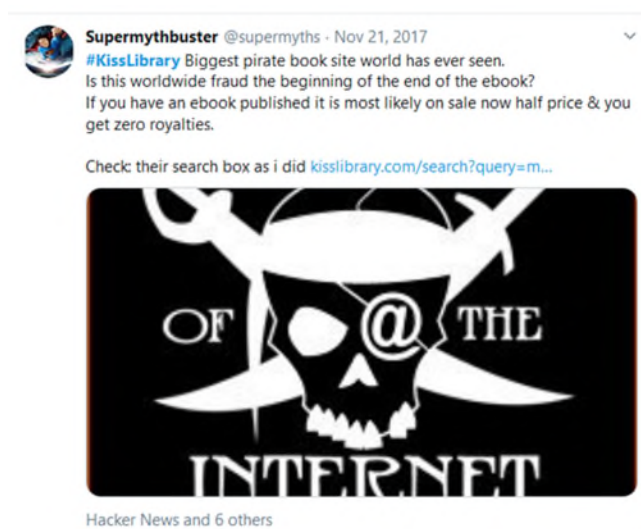 Supermythbuster @supermyths · Nov 21, 2017
#KissLibrary Biggest pirate book site world has ever seen.
Is this worldwide fraud the beginning of the end of the ebook?
If you have an ebook published it is most likely on sale now half price & you
get zero royalties.
Check: their search box as i did kisslibrary.com/search?query=m...
OF @ THE
INTERNET
Hacker News and 6 others